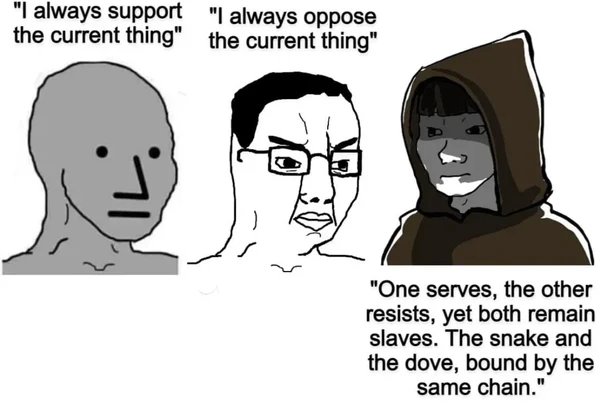 "I always support
the current thing"
"I always oppose
the current thing"
"One serves, the other
resists, yet both remain
slaves. The snake and
the dove, bound by the
same chain."